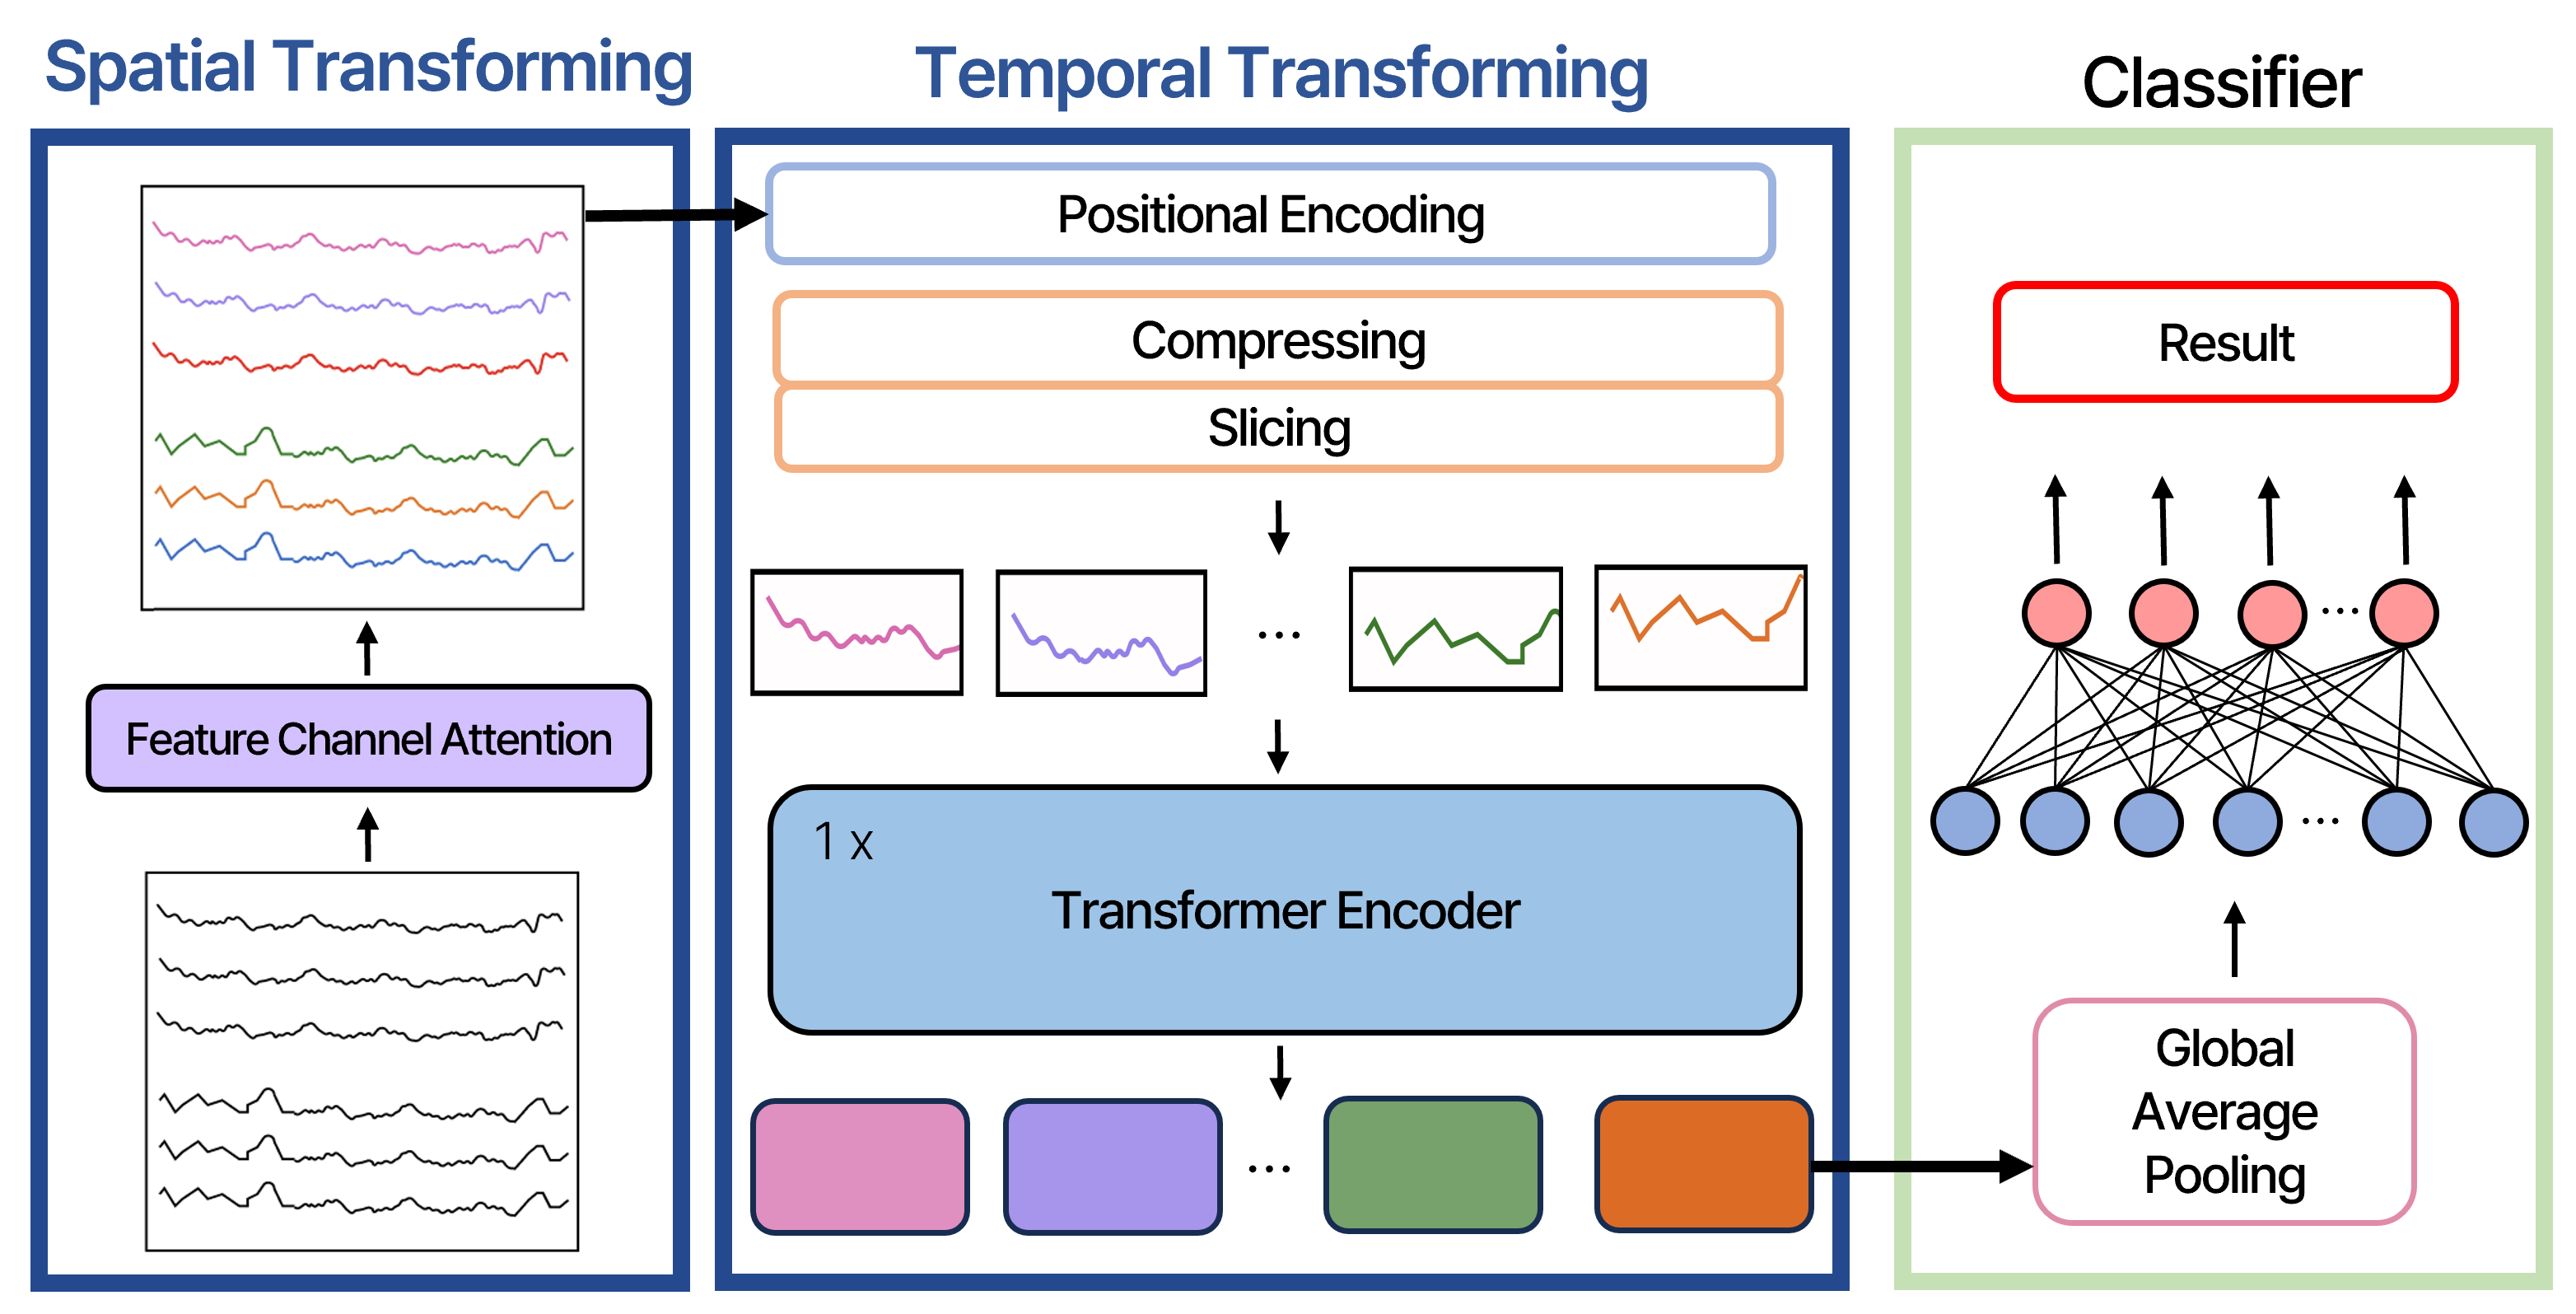 Spatial Transforming
Feature Channel Attention
Temporal Transforming
Positional Encoding
Compressing
Slicing
...
1 x
Transformer Encoder
...
Classifier
Result
...
...
Global
Average
Pooling